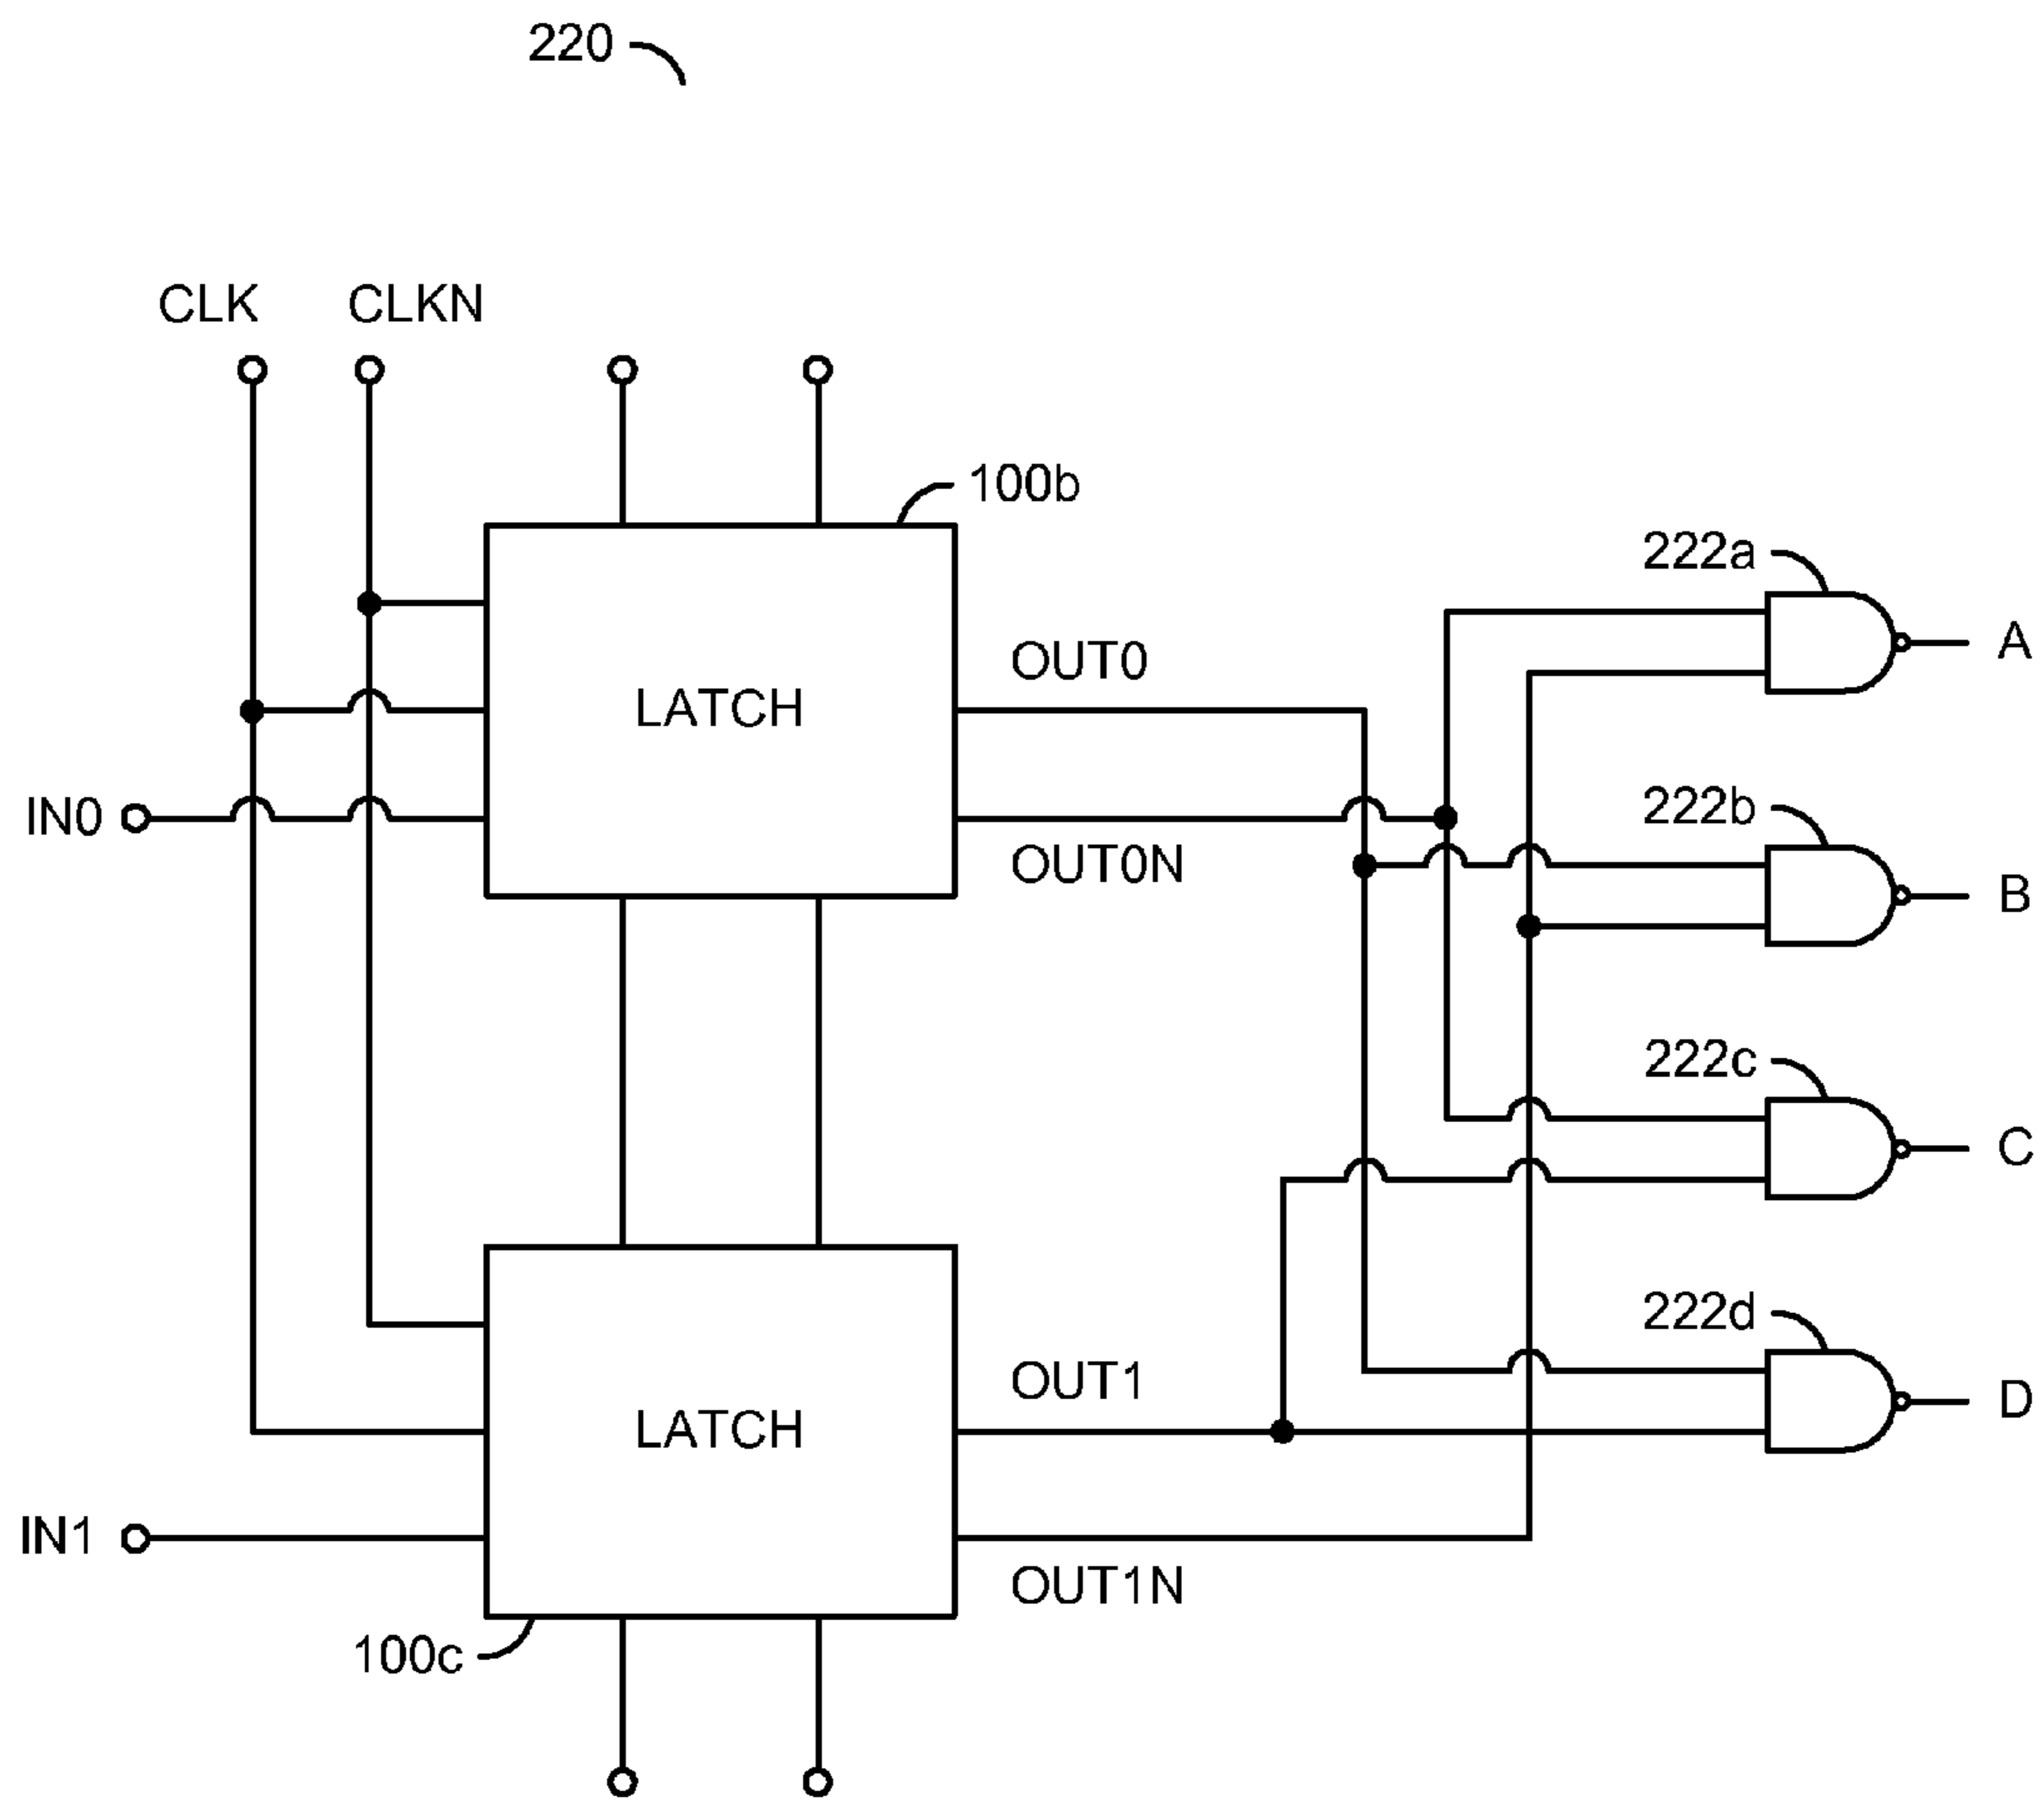 220
CLK
CLKN
100b
222a
A
OUT0
LATCH
222b
IN0
OUT0N
B
222c
C
222d
OUT1
D
LATCH
IN1
OUT1N
100c